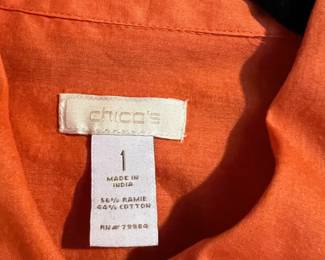 chico's
1
MADE IN
INDIA
56% RAMIE
44% COTTON
RN# 79984